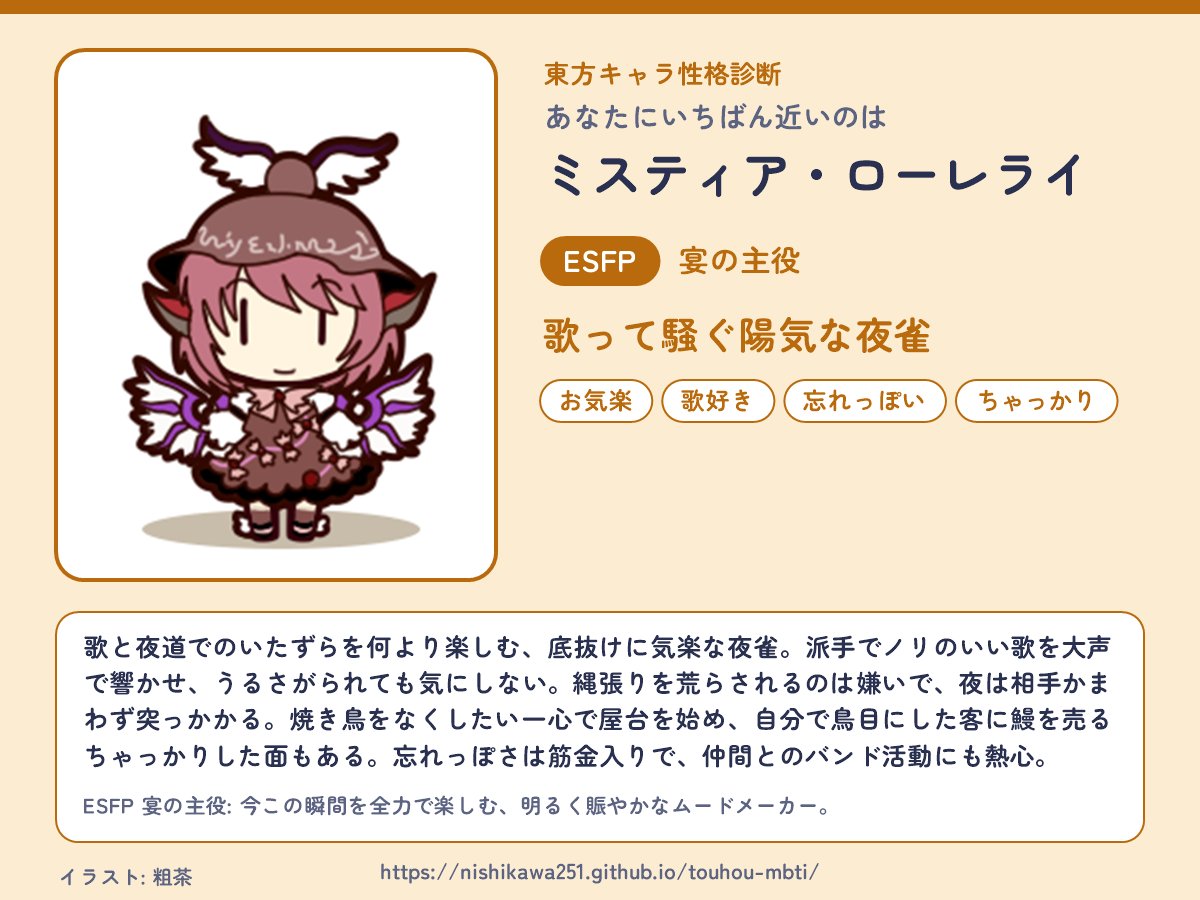 東方キャラ性格診断
あなたにいちばん近いのは
ミスティア・ローレライ
ESFP 宴の主役
歌って騒ぐ陽気な夜雀
お気楽 歌好き 忘れっぽい ちゃっかり
歌と夜道でのいたずらを何より楽しむ、底抜けに気楽な夜雀。派手でノリのいい歌を大声
で響かせ、うるさがられても気にしない。縄張りを荒らされるのは嫌いで、夜は相手かま
わず突っかかる。焼き鳥をなくしたい一心で屋台を始め、自分で鳥目にした客に鰻を売る
ちゃっかりした面もある。忘れっぽさは筋金入りで、仲間とのバンド活動にも熱心。
ESFP 宴の主役: 今この瞬間を全力で楽しむ、明るく賑やかなムードメーカー。
イラスト: 粗茶
https://nishikawa251.github.io/touhou-mbti/